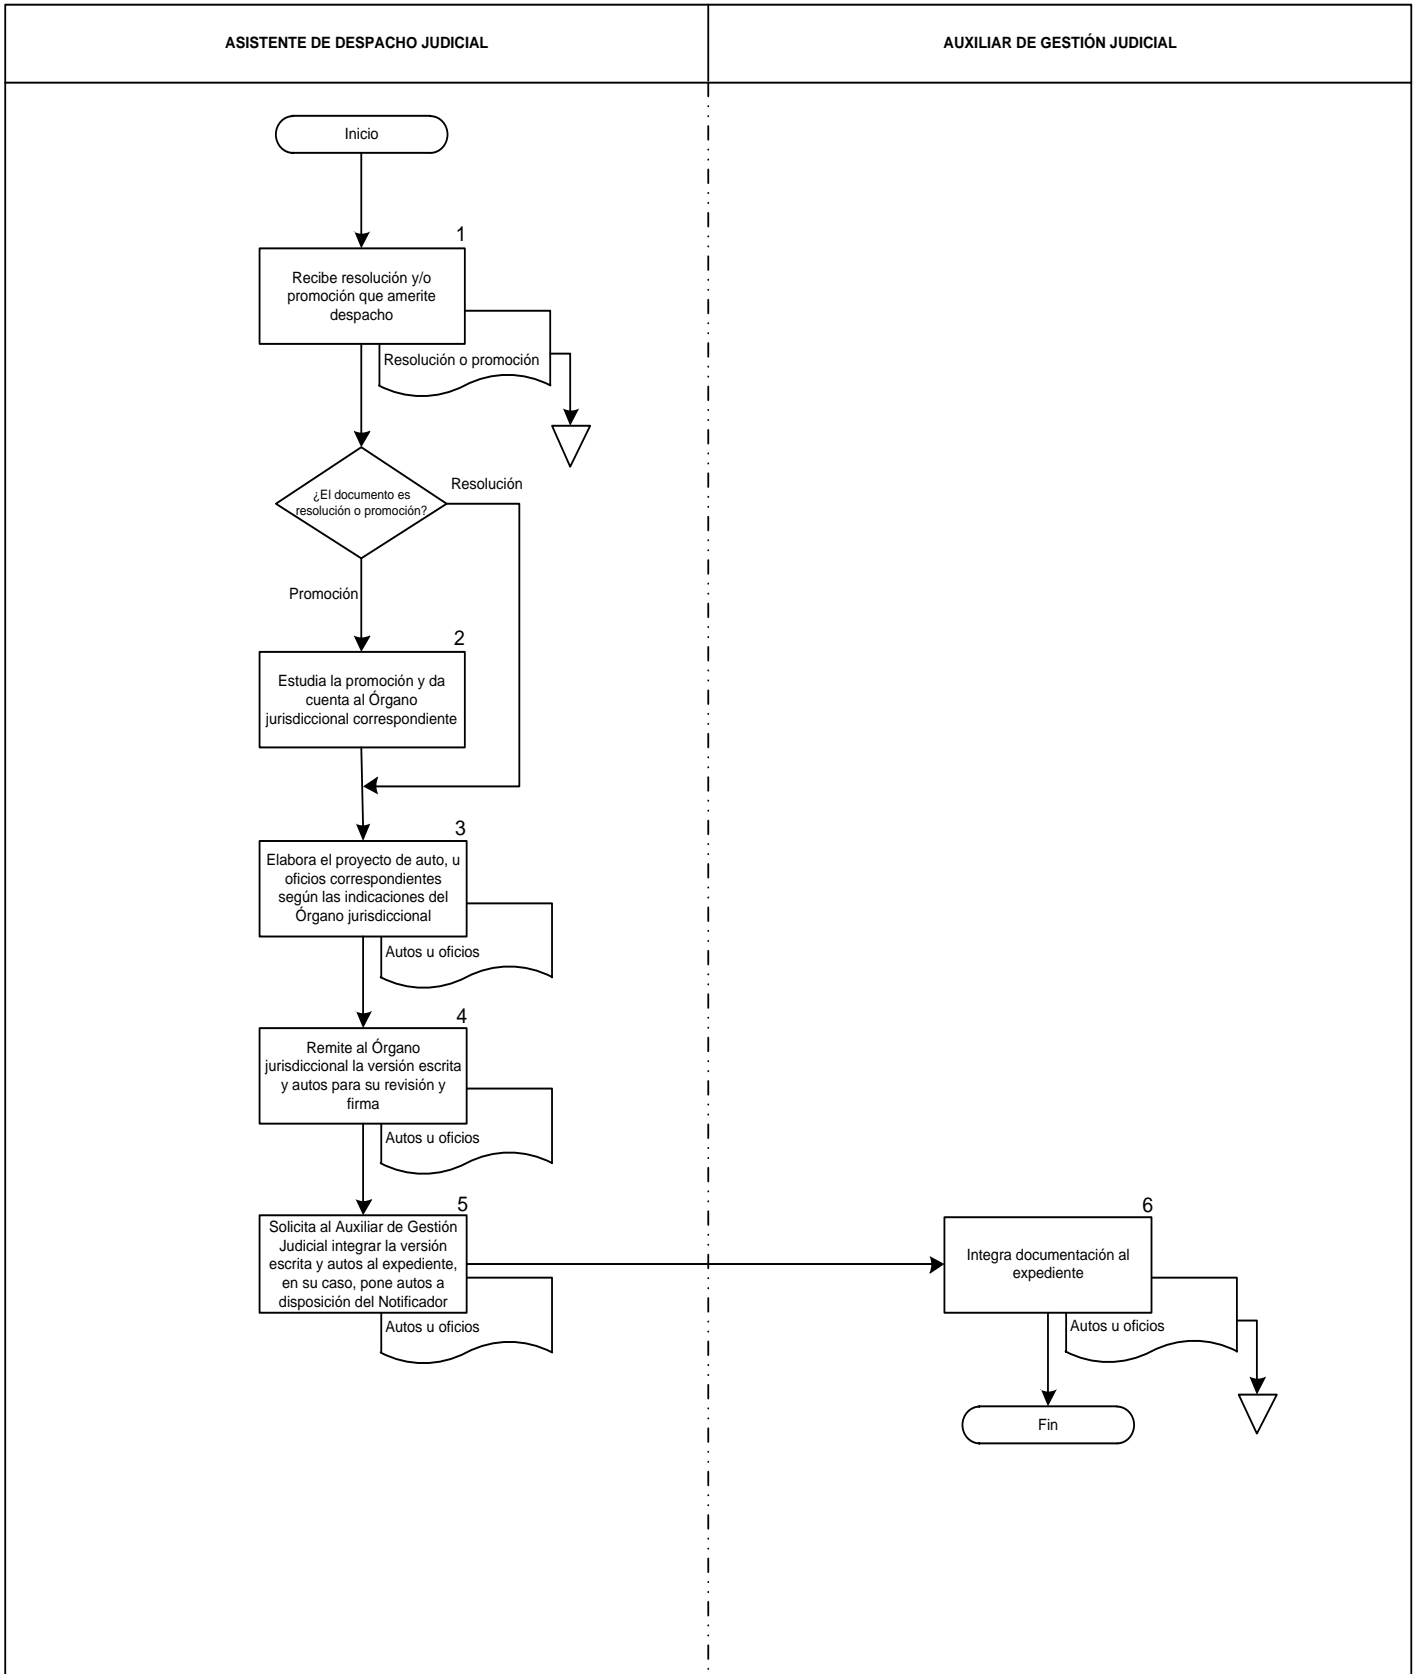 ASISTENTE DE DESPACHO JUDICIAL
AUXILIAR DE GESTIÓN JUDICIAL
Inicio
1
Recibe resolución y/o
promoción que amerite
despacho
Resolución o promoción
¿El documento es
resolución o promoción?
Resolución
Promoción
2
Estudia la promoción y da
cuenta al Órgano
jurisdiccional correspondiente
3
Elabora el proyecto de auto, u
oficios correspondientes
según las indicaciones del
Órgano jurisdiccional
Autos u oficios
4
Remite al Órgano
jurisdiccional la versión escrita
y autos para su revisión y
firma
Autos u oficios
5
Solicita al Auxiliar de Gestión
Judicial integrar la versión
escrita y autos al expediente,
en su caso, pone autos a
disposición del Notificador
Autos u oficios
6
Integra documentación al
expediente
Autos u oficios
Fin